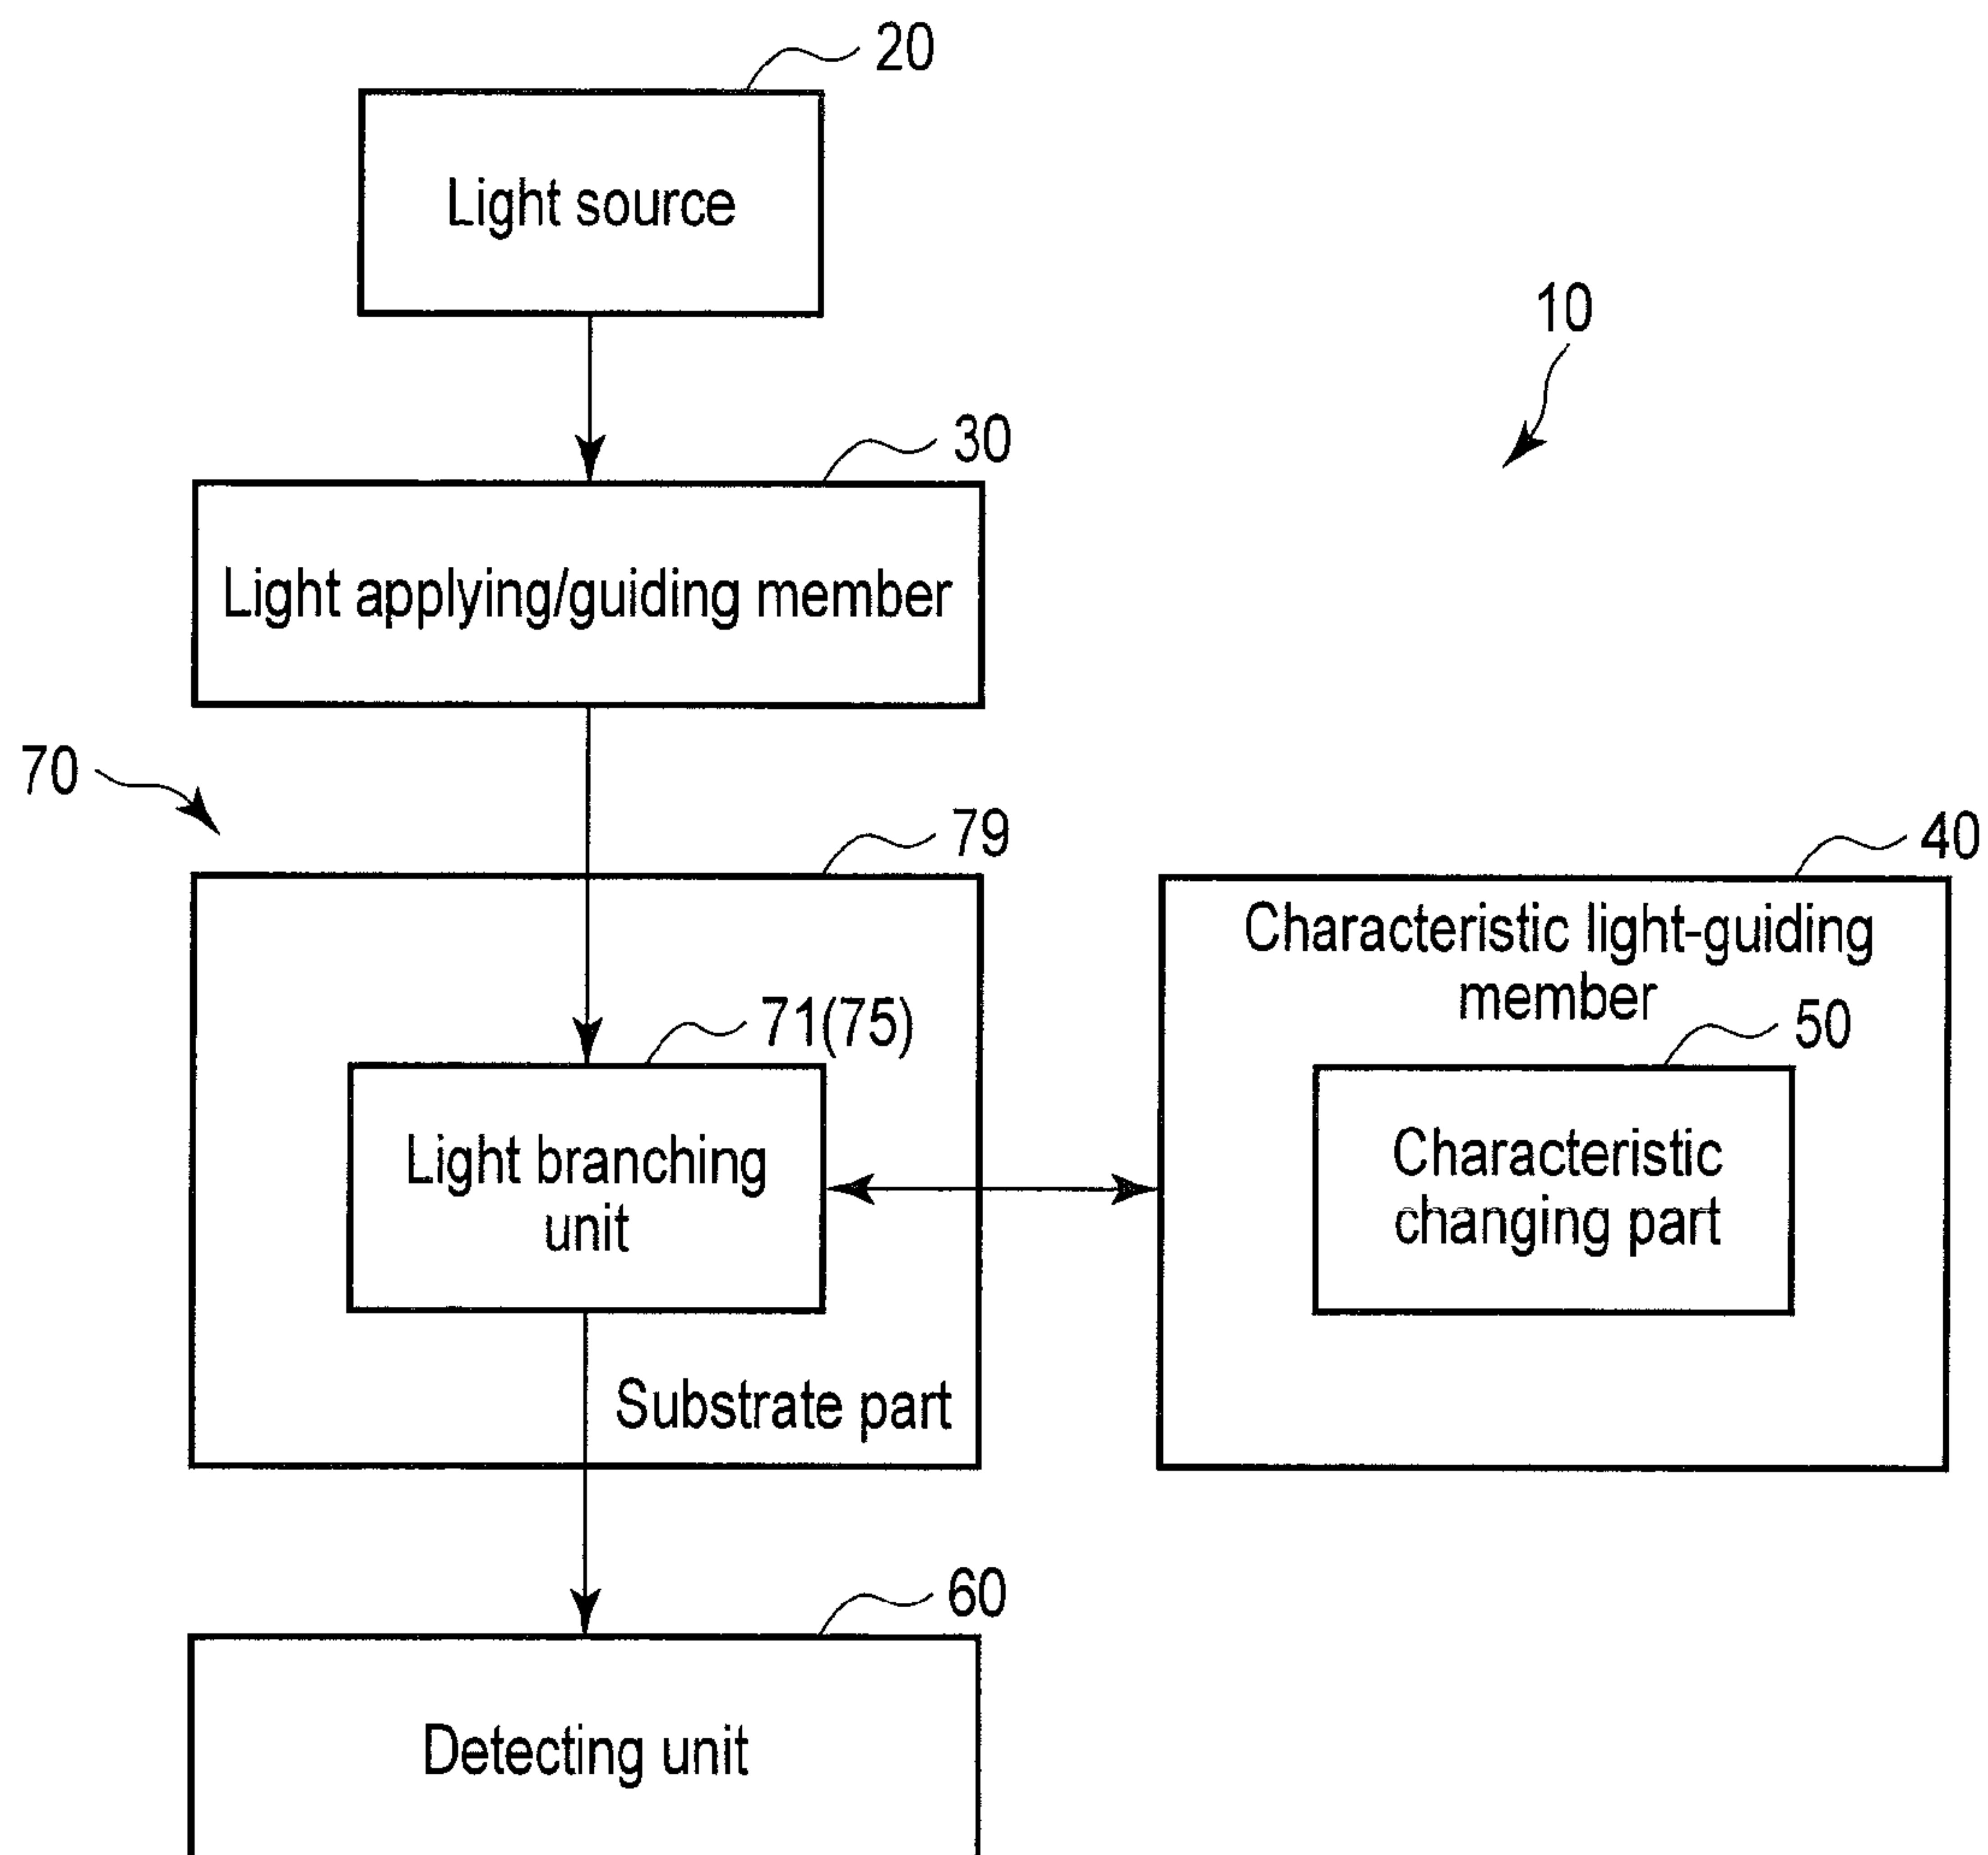 20
Light source
10
30
Light applying/guiding member
70
79
40
Characteristic light-guiding
member
71(75)
50
Light branching
unit
Characteristic
changing part
Substrate part
60
Detecting unit